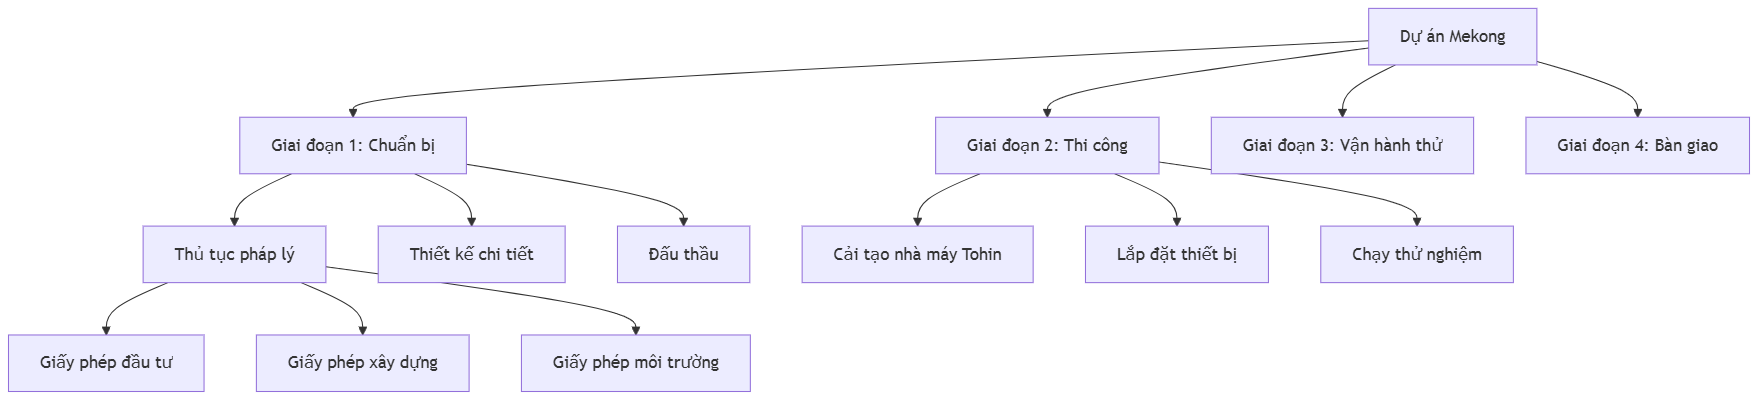 Dự án Mekong
Giai đoạn 1: Chuẩn bị
Giai đoạn 2: Thi công
Giai đoạn 3: Vận hành thử
Giai đoạn 4: Bàn giao
Thủ tục pháp lý
Thiết kế chi tiết
Đấu thầu
Cải tạo nhà máy Tohin
Lắp đặt thiết bị
Chạy thử nghiệm
Giấy phép đầu tư
Giấy phép xây dựng
Giấy phép môi trường